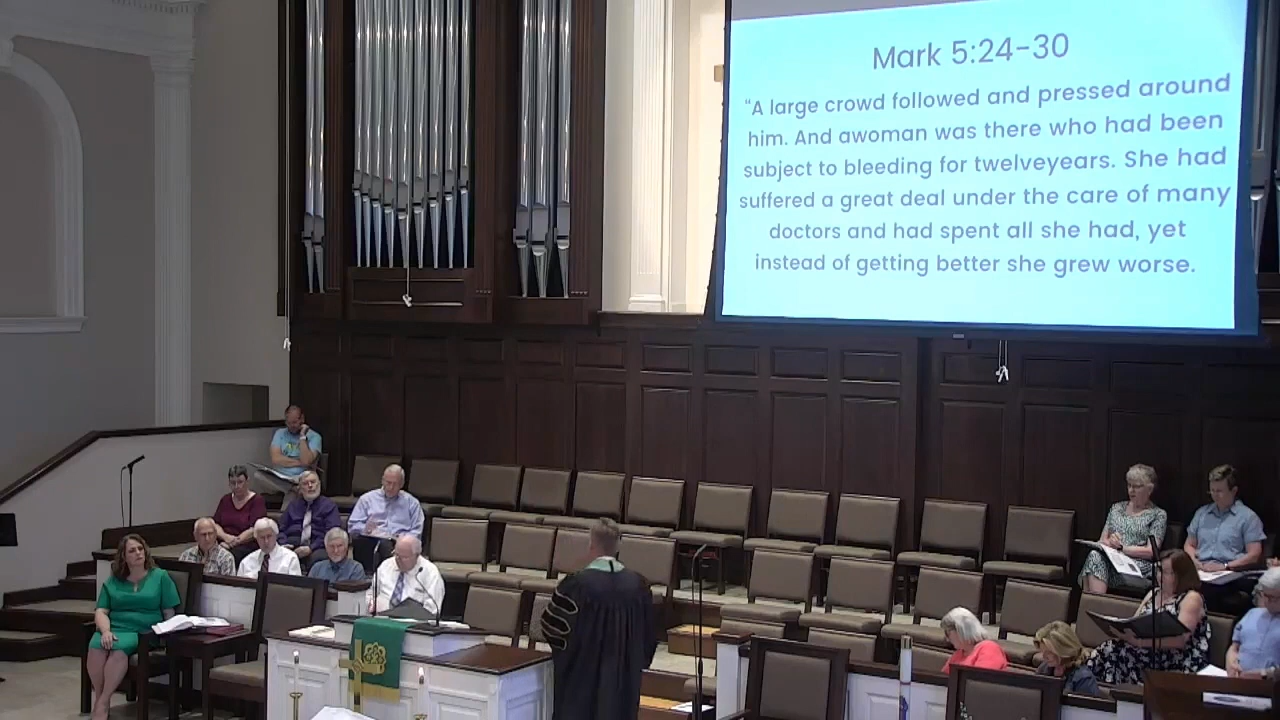 Mark 5:24-30
“A large crowd followed and pressed around
him. And awoman was there who had been
subject to bleeding for twelveyears. She had
suffered a great deal under the care of many
doctors and had spent all she had, yet
instead of getting better she grew worse.